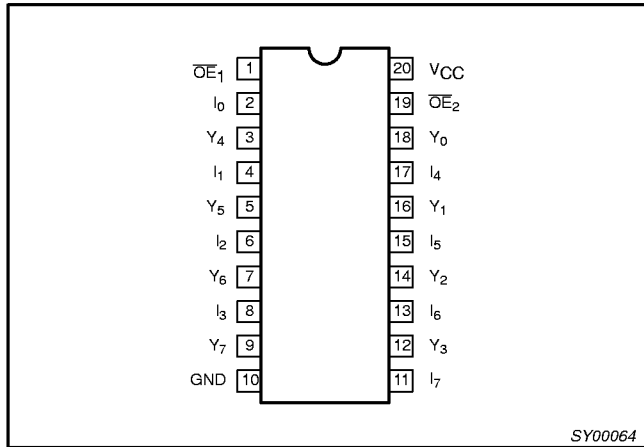 O̅E̅₁ 1 20 VCC
I₀ 2 19 O̅E̅₂
Y₄ 3 18 Y₀
I₁ 4 17 I₄
Y₅ 5 16 Y₁
I₂ 6 15 I₅
Y₆ 7 14 Y₂
I₃ 8 13 I₆
Y₇ 9 12 Y₃
GND 10 11 I₇
SY00064